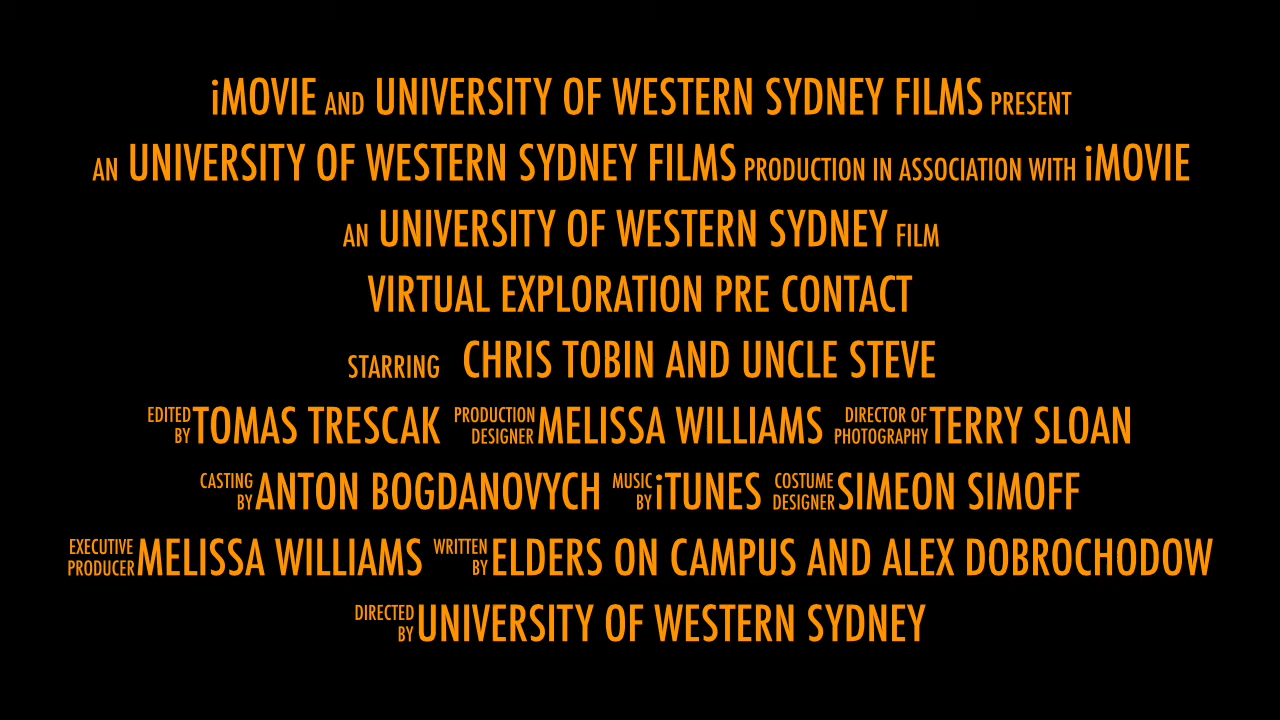 iMOVIE AND UNIVERSITY OF WESTERN SYDNEY FILMS PRESENT
AN UNIVERSITY OF WESTERN SYDNEY FILMS PRODUCTION IN ASSOCIATION WITH iMOVIE
AN UNIVERSITY OF WESTERN SYDNEY FILM
VIRTUAL EXPLORATION PRE CONTACT
STARRING CHRIS TOBIN AND UNCLE STEVE
EDITED BY TOMAS TRESCAK PRODUCTION DESIGNER MELISSA WILLIAMS DIRECTOR OF PHOTOGRAPHY TERRY SLOAN
CASTING BY ANTON BOGDANOVYCH MUSIC BY iTUNES COSTUME DESIGNER SIMEON SIMOFF
EXECUTIVE PRODUCER MELISSA WILLIAMS WRITTEN BY ELDERS ON CAMPUS AND ALEX DOBROCHODOW
DIRECTED BY UNIVERSITY OF WESTERN SYDNEY